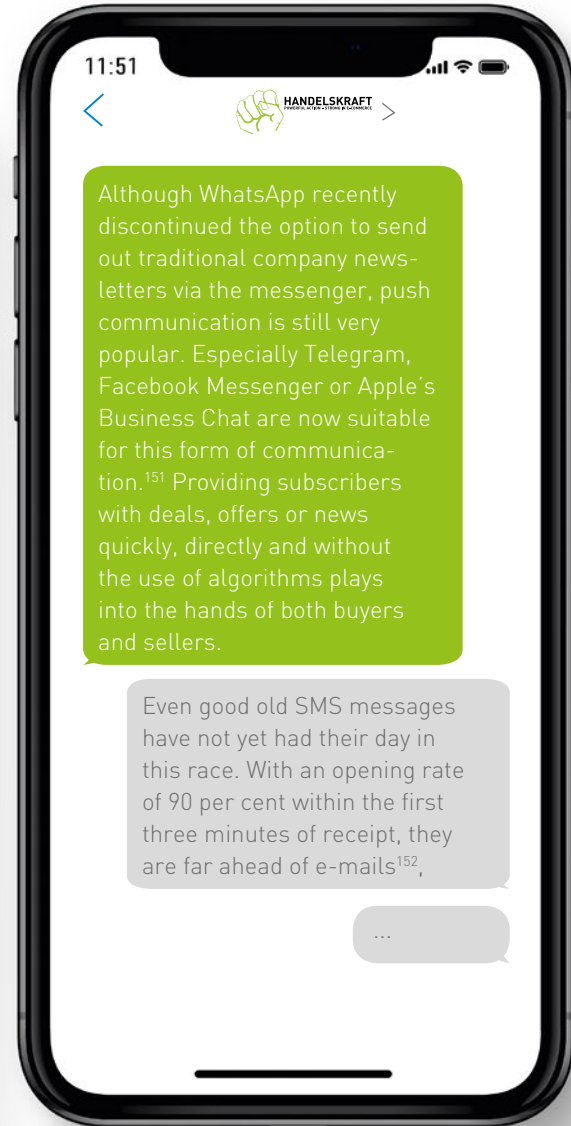 11:51
HANDELSKRAFT
POWERFUL ACTION – STRONG IN E-COMMERCE
Although WhatsApp recently
discontinued the option to send
out traditional company news-
letters via the messenger, push
communication is still very
popular. Especially Telegram,
Facebook Messenger or Apple´s
Business Chat are now suitable
for this form of communica-
tion.¹⁵¹ Providing subscribers
with deals, offers or news
quickly, directly and without
the use of algorithms plays
into the hands of both buyers
and sellers.
Even good old SMS messages
have not yet had their day in
this race. With an opening rate
of 90 per cent within the first
three minutes of receipt, they
are far ahead of e-mails¹⁵²,
...